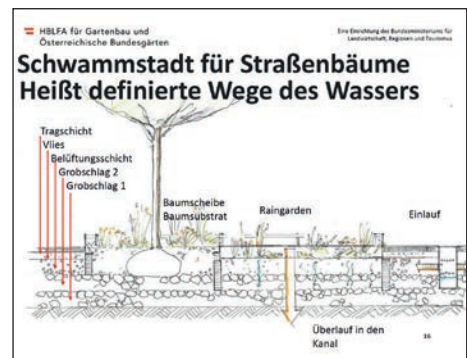 HBLFA für Gartenbau und
Österreichische Bundesgärten
Eine Einrichtung des Bundesministeriums für
Landwirtschaft, Regionen und Tourismus
Schwammstadt für Straßenbäume
Heißt definierte Wege des Wassers
Tragschicht
Vlies
Belüftungsschicht
Grobschlag 2
Grobschlag 1
Baumscheibe
Baumsubstrat
Raingarden
Einlauf
Überlauf in den
Kanal
16